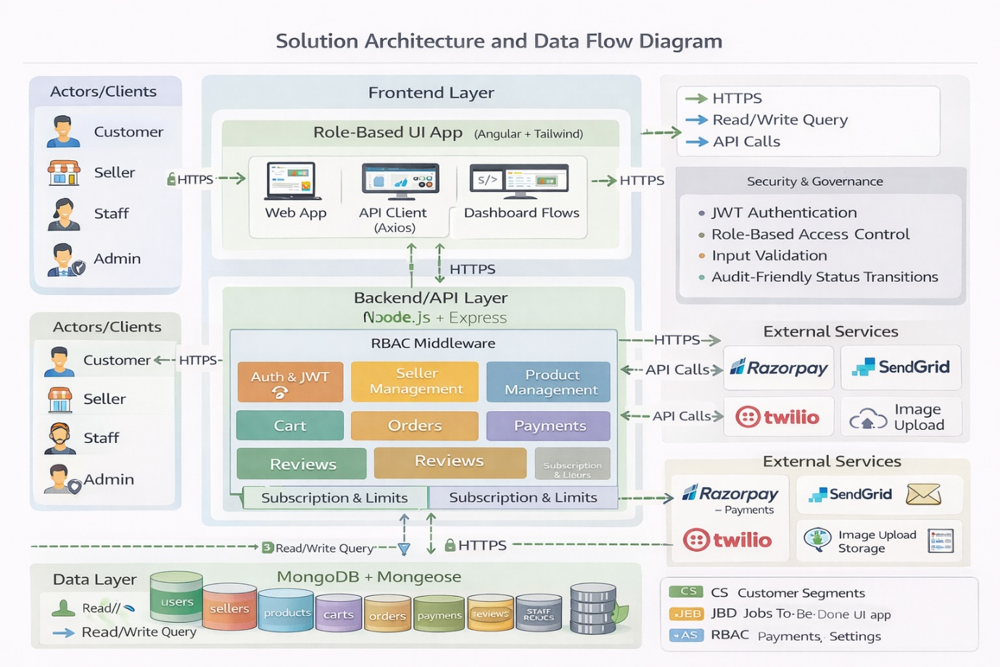 Solution Architecture and Data Flow Diagram
Actors/Clients
Customer
Seller
Staff
Admin
HTTPS
Frontend Layer
Role-Based UI App (Angular + Tailwind)
Web App
API Client
(Axios)
</>
Dashboard Flows
HTTPS
HTTPS
HTTPS
Read/Write Query
API Calls
Security & Governance
• JWT Authentication
• Role-Based Access Control
• Input Validation
• Audit-Friendly Status Transitions
Actors/Clients
Customer
Seller
Staff
Admin
HTTPS
Backend/API Layer
+ Express
RBAC Middleware
Auth & JWT
Seller
Management
Product
Management
Cart
Orders
Payments
Reviews
Reviews
Subscription
Subscription & Limits
Subscription & Limits
HTTPS
API Calls
API Calls
External Services
Razorpay
SendGrid
twilio
Image
Upload
External Services
Razorpay
– Payments
SendGrid
twilio
Image Upload
Storage
3 Read/Write Query
HTTPS
Data Layer
MongoDB + Mongeose
Read//
Read/Write Query
users
sellers
products
carts
orders
paymens
reviews
STAFF
CS CS Customer Segments
.JEB JBD Jobs To-Be-Done UI app
AS RBAC Payments, Settings